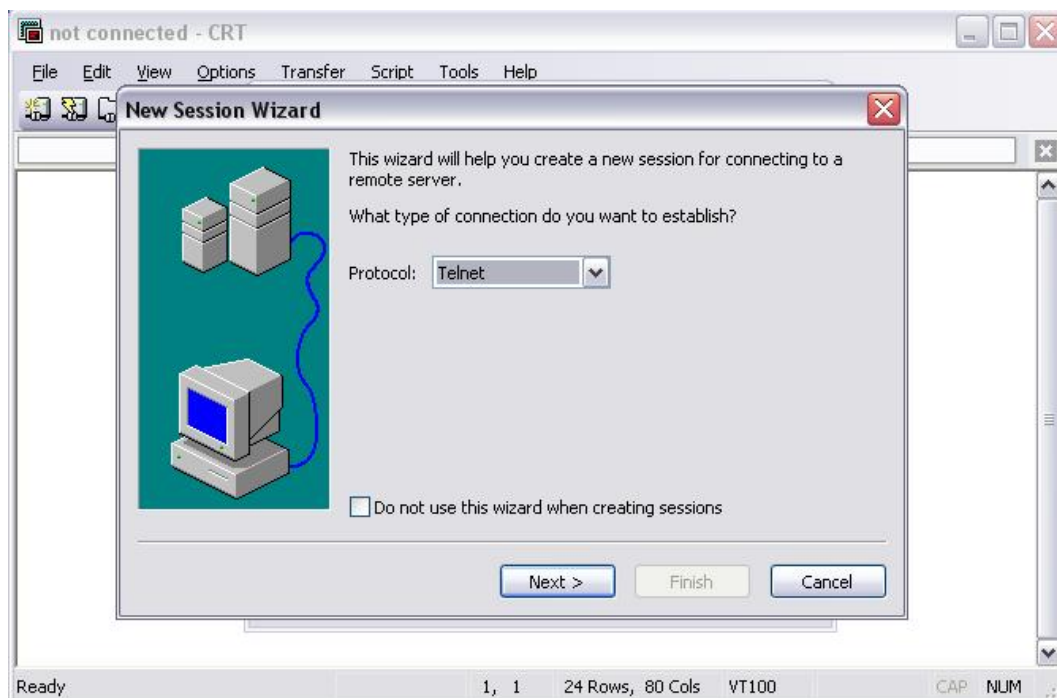 not connected - CRT
File Edit View Options Transfer Script Tools Help
New Session Wizard
This wizard will help you create a new session for connecting to a
remote server.
What type of connection do you want to establish?
Protocol: Telnet
Do not use this wizard when creating sessions
Next > Finish Cancel
Ready 1, 1 24 Rows, 80 Cols VT100 CAP NUM